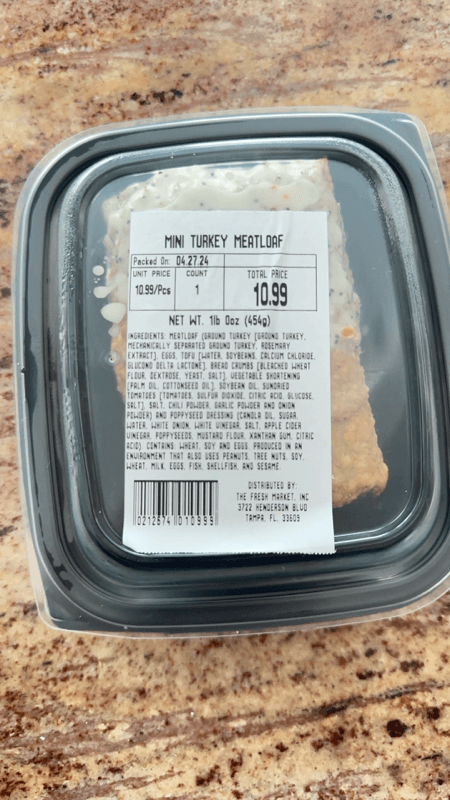 MINI TURKEY MEATLOAF
Packed On: 04.27.24
UNIT PRICE COUNT TOTAL PRICE
10.99/Pcs 1 10.99
NET WT. 1lb 0oz (454g)
INGREDIENTS: MEATLOAF [GROUND TURKEY (GROUND TURKEY,
MECHANICALLY SEPARATED GROUND TURKEY, ROSEMARY
EXTRACT), EGGS, TOFU (WATER, SOYBEANS, CALCIUM CHLORIDE,
GLUCONO DELTA LACTONE), BREAD CRUMBS (BLEACHED WHEAT
FLOUR, DEXTROSE, YEAST, SALT), VEGETABLE SHORTENING
(PALM OIL, COTTONSEED OIL), SOYBEAN OIL, SUNDRIED
TOMATOES (TOMATOES, SULFUR DIOXIDE, CITRIC ACID, GLUCOSE,
SALT), SALT, CHILI POWDER, GARLIC POWDER AND ONION
POWDER) AND POPPYSEED DRESSING (CANOLA OIL, SUGAR,
WATER, WHITE ONION, WHITE VINEGAR, SALT, APPLE CIDER
VINEGAR, POPPYSEEDS, MUSTARD FLOUR, XANTHAN GUM, CITRIC
ACID). CONTAINS: WHEAT, SOY AND EGGS. PRODUCED IN AN
ENVIRONMENT THAT ALSO USES PEANUTS, TREE NUTS, SOY,
WHEAT, MILK, EGGS, FISH, SHELLFISH, AND SESAME.
DISTRIBUTED BY:
THE FRESH MARKET, INC
3722 HENDERSON BLVD
TAMPA, FL. 33609
0212674 010999